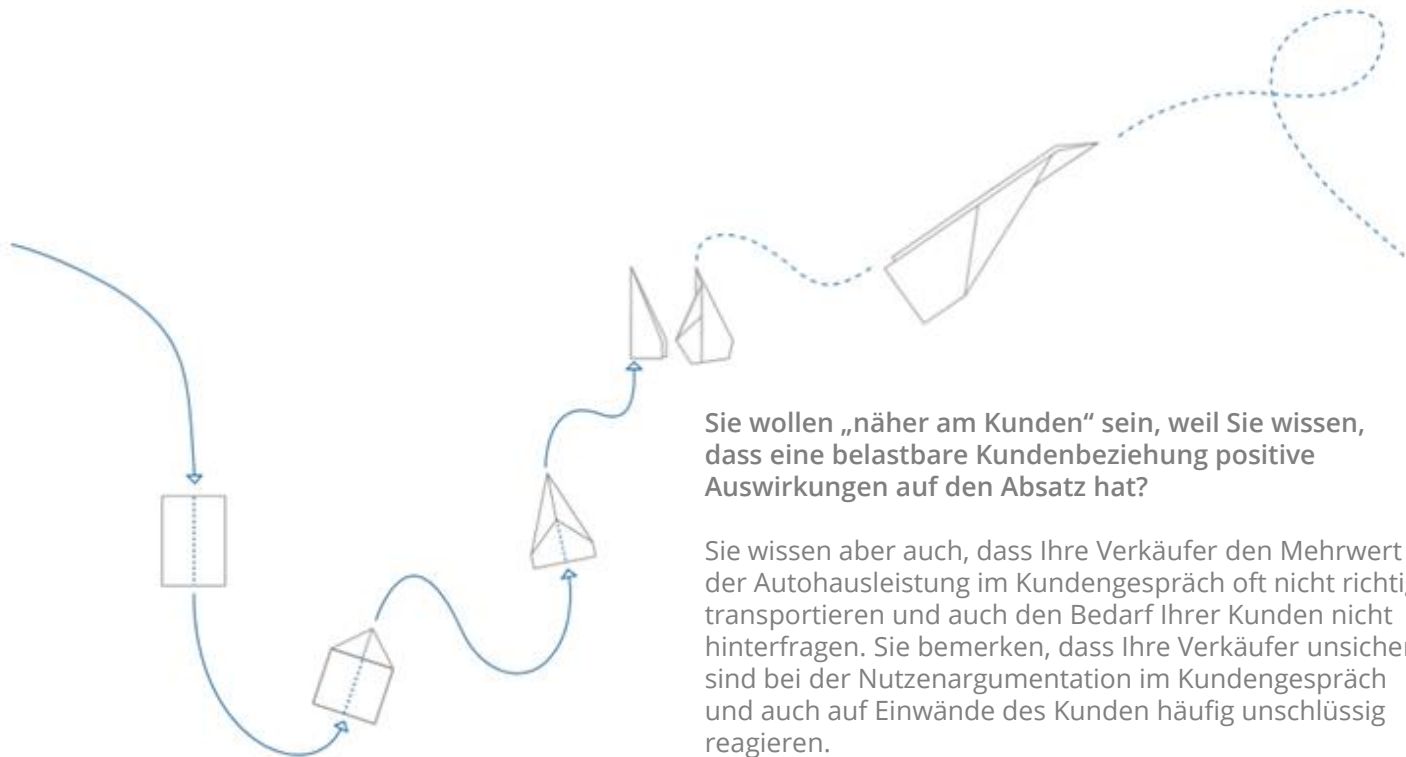 Sie wollen „näher am Kunden“ sein, weil Sie wissen,
dass eine belastbare Kundenbeziehung positive
Auswirkungen auf den Absatz hat?
Sie wissen aber auch, dass Ihre Verkäufer den Mehrwert
der Autohausleistung im Kundengespräch oft nicht richtig
transportieren und auch den Bedarf Ihrer Kunden nicht
hinterfragen. Sie bemerken, dass Ihre Verkäufer unsicher
sind bei der Nutzenargumentation im Kundengespräch
und auch auf Einwände des Kunden häufig unschlüssig
reagieren.